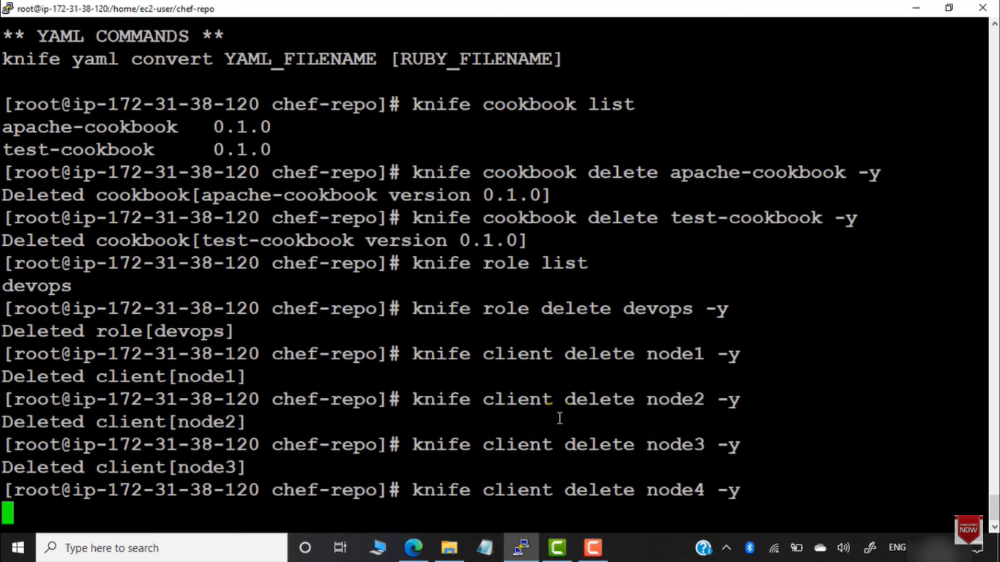 root@ip-172-31-38-120:/home/ec2-user/chef-repo
** YAML COMMANDS **
knife yaml convert YAML_FILENAME [RUBY_FILENAME]
[root@ip-172-31-38-120 chef-repo]# knife cookbook list
apache-cookbook   0.1.0
test-cookbook     0.1.0
[root@ip-172-31-38-120 chef-repo]# knife cookbook delete apache-cookbook -y
Deleted cookbook[apache-cookbook version 0.1.0]
[root@ip-172-31-38-120 chef-repo]# knife cookbook delete test-cookbook -y
Deleted cookbook[test-cookbook version 0.1.0]
[root@ip-172-31-38-120 chef-repo]# knife role list
devops
[root@ip-172-31-38-120 chef-repo]# knife role delete devops -y
Deleted role[devops]
[root@ip-172-31-38-120 chef-repo]# knife client delete node1 -y
Deleted client[node1]
[root@ip-172-31-38-120 chef-repo]# knife client delete node2 -y
Deleted client[node2]
[root@ip-172-31-38-120 chef-repo]# knife client delete node3 -y
Deleted client[node3]
[root@ip-172-31-38-120 chef-repo]# knife client delete node4 -y
SUBSCRIBE
NOW
Type here to search
ENG